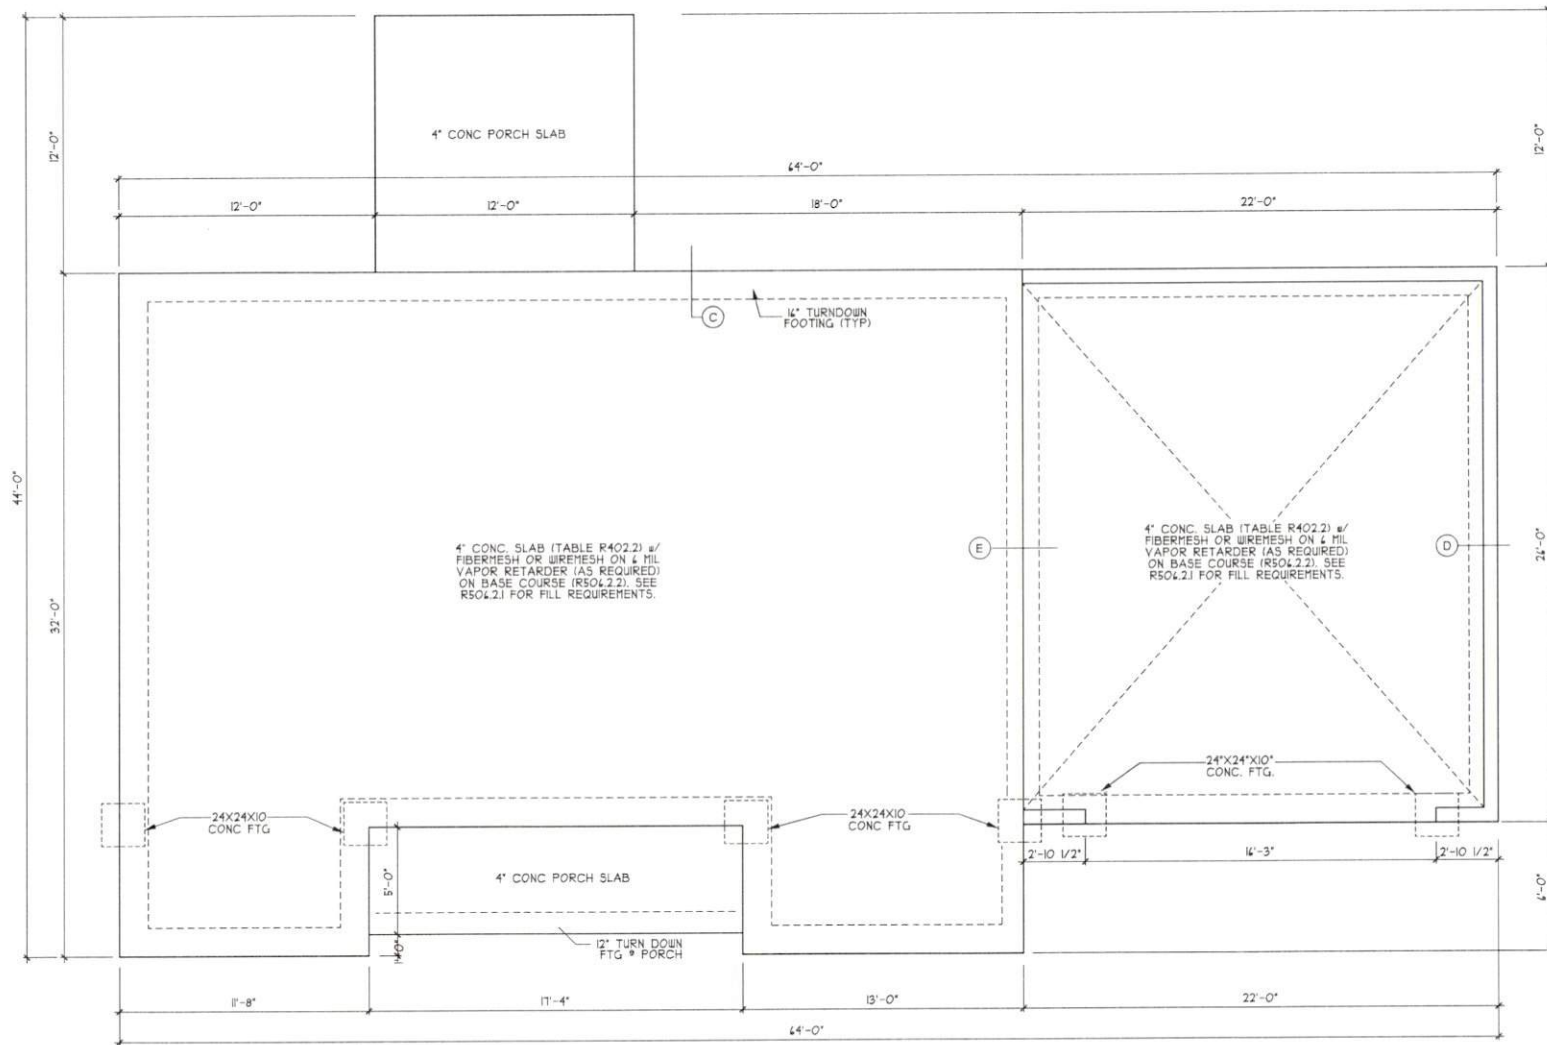 12'-0"
4" CONC PORCH SLAB
12'-0"
64'-0"
12'-0"
12'-0"
18'-0"
22'-0"
16" TURNDOWN
FOOTING (TYP)
C
44'-0"
32'-0"
4" CONC. SLAB (TABLE R402.2) w/
FIBERMESH OR WIREMESH ON 6 MIL
VAPOR RETARDER (AS REQUIRED)
ON BASE COURSE (R506.2.2). SEE
R506.2.1 FOR FILL REQUIREMENTS.
E
4" CONC. SLAB (TABLE R402.2) w/
FIBERMESH OR WIREMESH ON 6 MIL
VAPOR RETARDER (AS REQUIRED)
ON BASE COURSE (R506.2.2). SEE
R506.2.1 FOR FILL REQUIREMENTS.
D
26'-0"
24"X24"X10"
CONC. FTG.
24X24X10
CONC FTG
24X24X10
CONC FTG
2'-10 1/2"
16'-3"
2'-10 1/2"
5'-0"
4" CONC PORCH SLAB
6'-0"
1'-0"
12" TURN DOWN
FTG @ PORCH
11'-8"
17'-4"
13'-0"
22'-0"
64'-0"